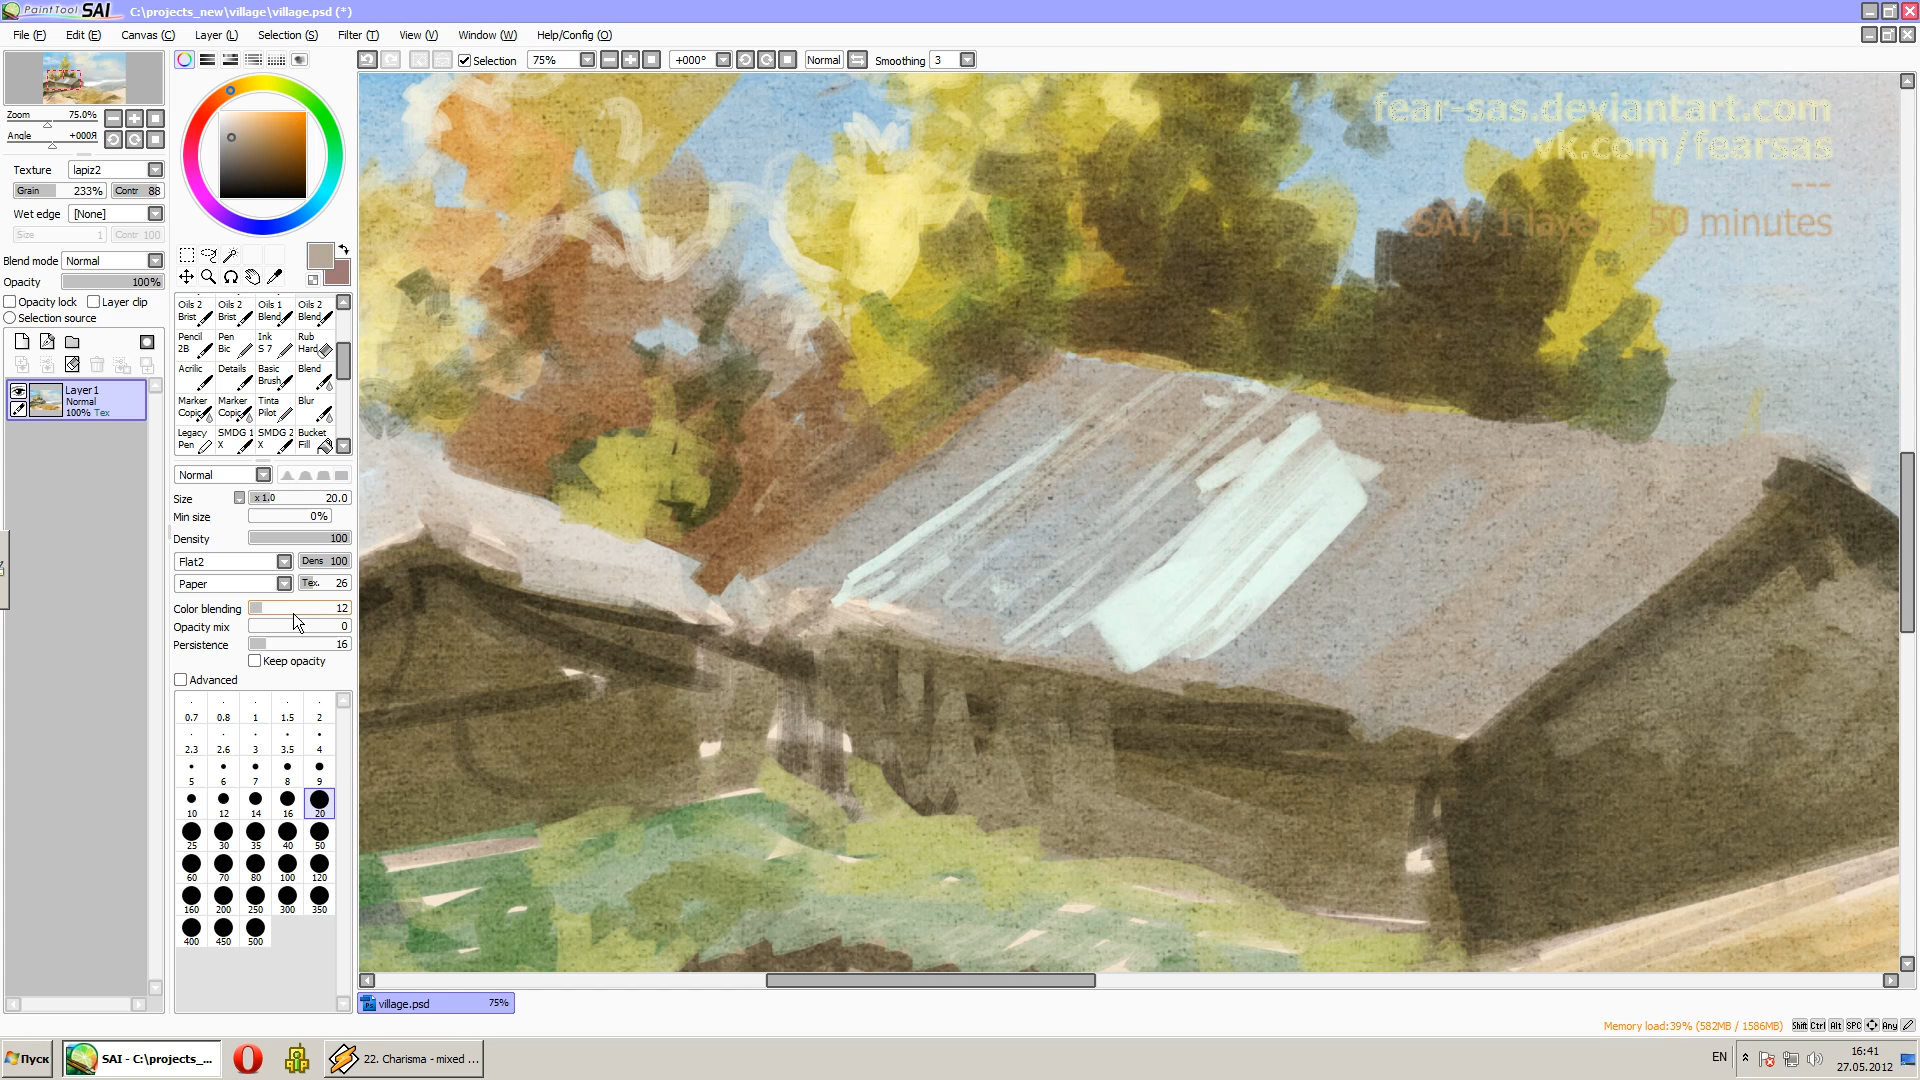 PaintTool SAI C:\projects_new\village\village.psd (*)
File (F) Edit (E) Canvas (C) Layer (L) Selection (S) Filter (T) View (V) Window (W) Help/Config (O)
Selection 75% +000° Normal Smoothing 3
Zoom 75.0%
Angle +000Я
Texture lapiz2
Grain 233% Contr 88
Wet edge [None]
Size 1 Contr 100
Blend mode Normal
Opacity 100%
Opacity lock Layer clip
Selection source
Layer1
Normal
100% Tex
Oils 2 Oils 2 Oils 1 Oils 2
Brist Brist Blend Blend
Pencil Pen Ink Rub
2B Bic S 7 Hard
Acrilic Details Basic Blend
Brush
Marker Marker Tinta Blur
Copic Copic Pilot
Legacy SMDG 1 SMDG 2 Bucket
Pen X X Fill
Normal
Size x 1.0 20.0
Min size 0%
Density 100
Flat2 Dens 100
Paper Tex. 26
Color blending 12
Opacity mix 0
Persistence 16
Keep opacity
Advanced
0.7 0.8 1 1.5 2
2.3 2.6 3 3.5 4
5 6 7 8 9
10 12 14 16 20
25 30 35 40 50
60 70 80 100 120
160 200 250 300 350
400 450 500
fear-sas.deviantart.com
vk.com/fearsas
---
SAI, 1 layer, 50 minutes
village.psd 75%
Memory load:39% (582MB / 1586MB) Shift Ctrl Alt SPC Any
Пуск SAI - C:\projects_... 22. Charisma - mixed ... EN 16:41
27.05.2012